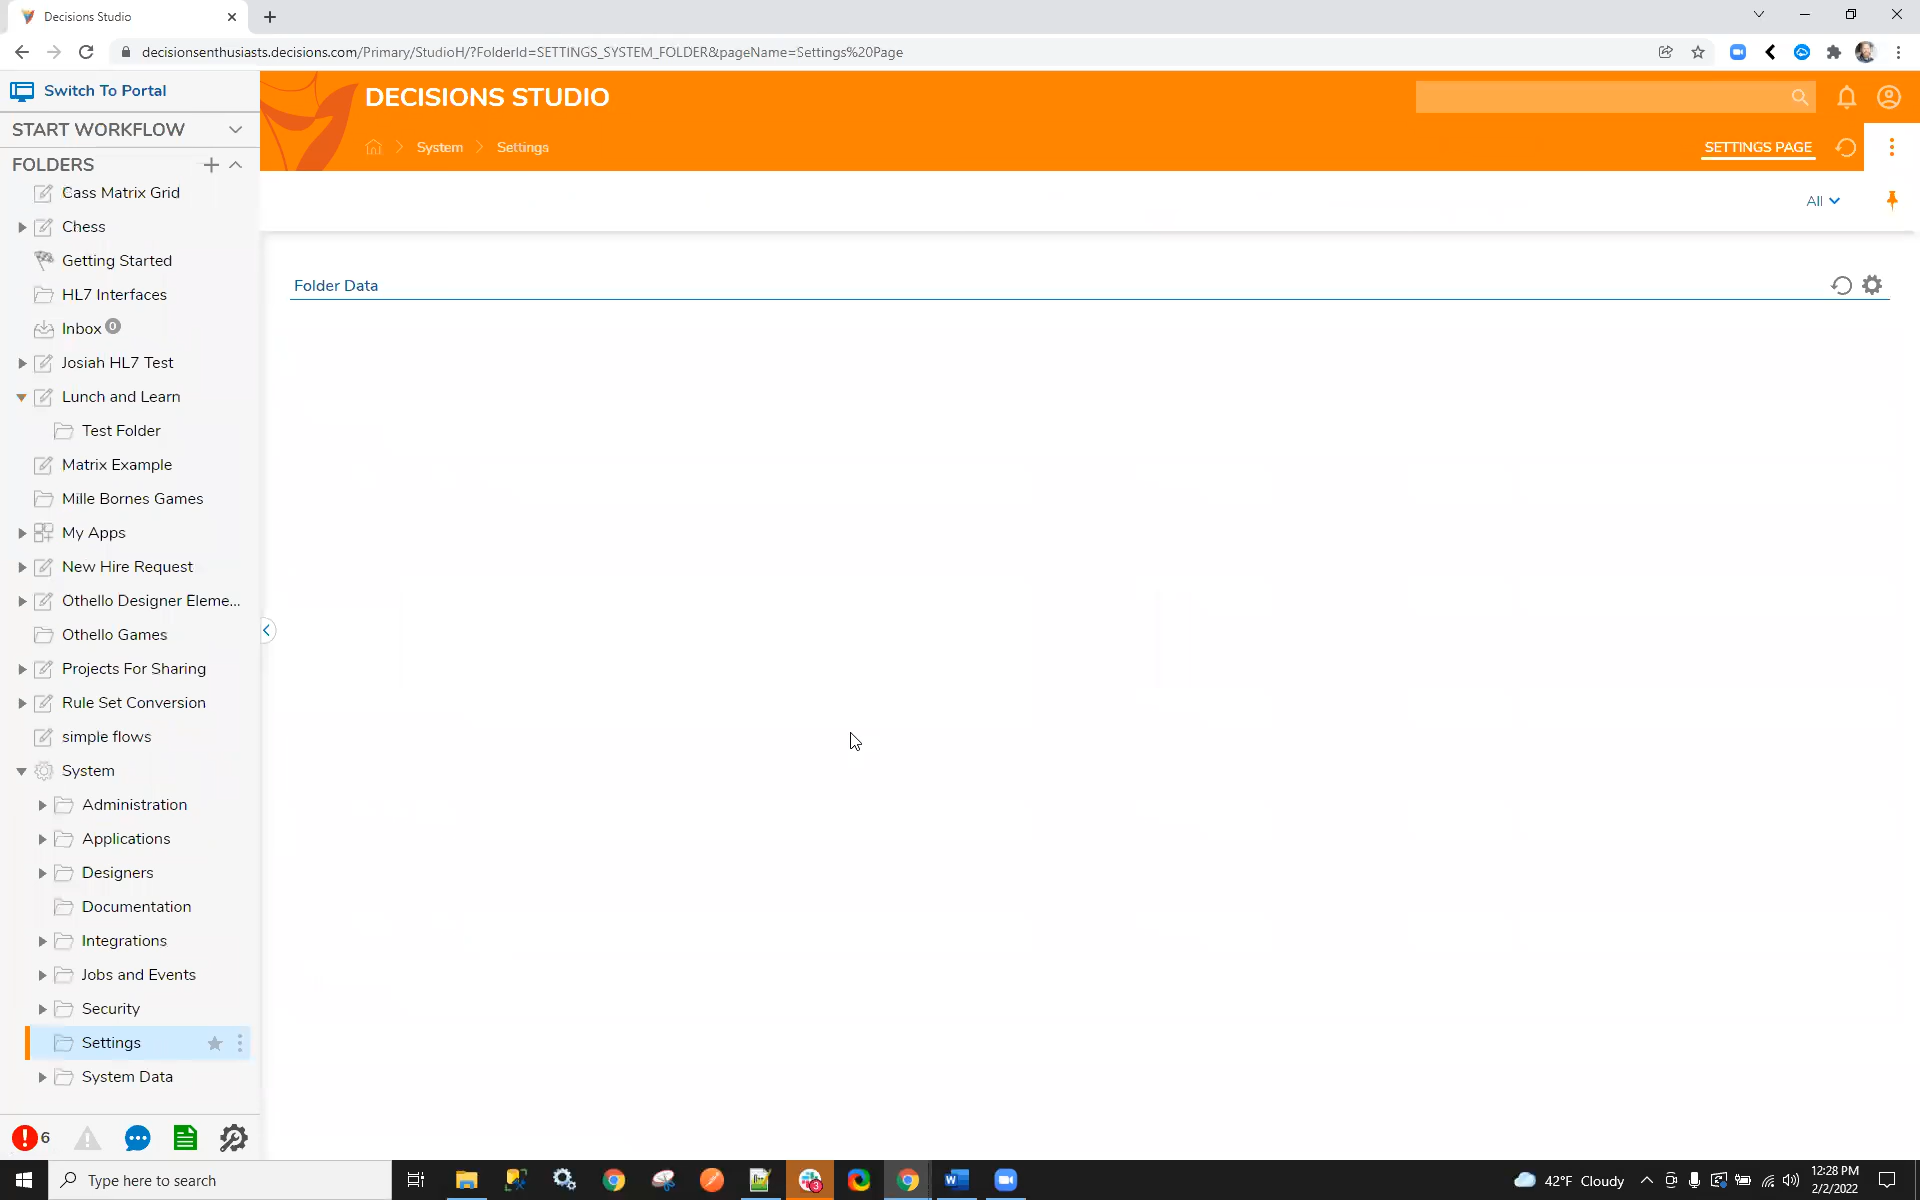 Decisions Studio
decisionsenthusiasts.decisions.com/Primary/StudioH/?FolderId=SETTINGS_SYSTEM_FOLDER&pageName=Settings%20Page
Switch To Portal
DECISIONS STUDIO
START WORKFLOW
System
Settings
SETTINGS PAGE
FOLDERS
All
Cass Matrix Grid
Chess
Getting Started
Folder Data
HL7 Interfaces
Inbox 0
Josiah HL7 Test
Lunch and Learn
Test Folder
Matrix Example
Mille Bornes Games
My Apps
New Hire Request
Othello Designer Eleme...
Othello Games
Projects For Sharing
Rule Set Conversion
simple flows
System
Administration
Applications
Designers
Documentation
Integrations
Jobs and Events
Security
Settings
System Data
6
Type here to search
3
42°F Cloudy
12:28 PM
2/2/2022